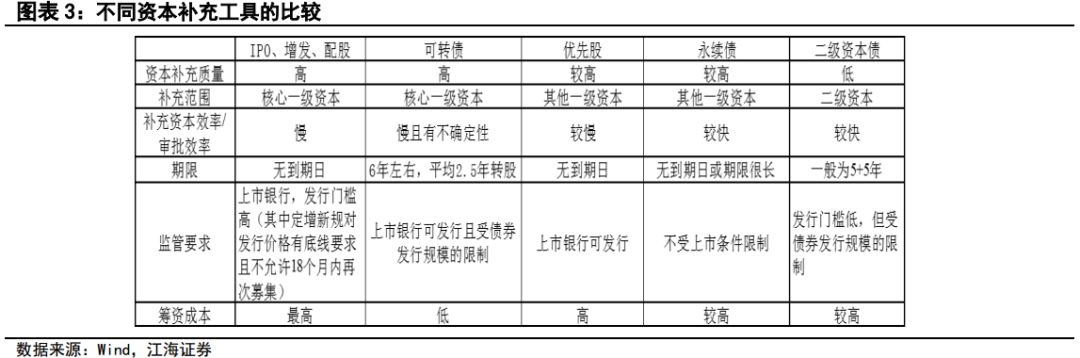 图表 3：不同资本补充工具的比较
IPO、增发、配股 可转债 优先股 永续债 二级资本债
资本补充质量 高 高 较高 较高 低
补充范围 核心一级资本 核心一级资本 其他一级资本 其他一级资本 二级资本
补充资本效率/
审批效率
慢 慢且有不确定性 较慢 较快 较快
期限 无到期日 6年左右，平均2.5年转股 无到期日 无到期日或期限很长 一般为5+5年
监管要求
上市银行，发行门槛
高（其中定增新规对
发行价格有底线要求
且不允许18个月内再
次募集）
上市银行可发行且受债券
发行规模的限制
上市银行可发行
不受上市条件限制
发行门槛低，但受
债券发行规模的限
制
筹资成本 最高 低 高 较高 较高
数据来源：Wind，江海证券